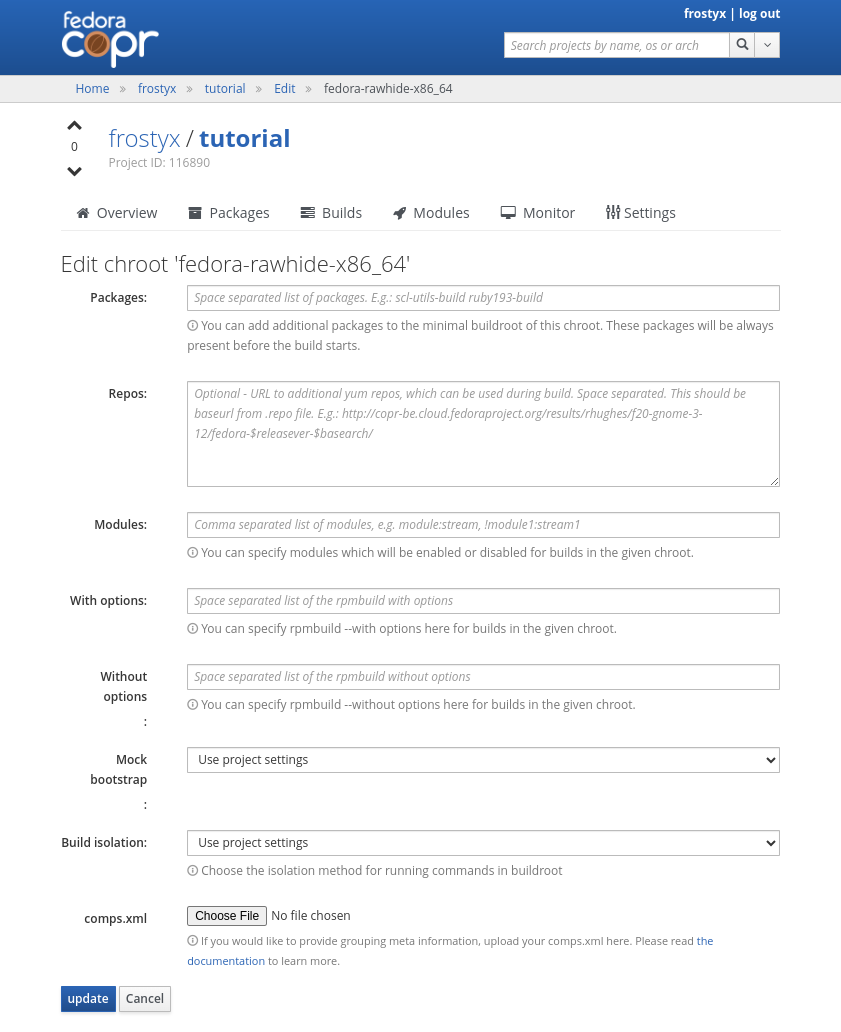 frostyx | log out
fedora
copr
Search projects by name, os or arch
Home » frostyx » tutorial » Edit » fedora-rawhide-x86_64
0
frostyx / tutorial
Project ID: 116890
Overview Packages Builds Modules Monitor Settings
Edit chroot 'fedora-rawhide-x86_64'
Packages: Space separated list of packages. E.g.: scl-utils-build ruby193-build
You can add additional packages to the minimal buildroot of this chroot. These packages will be always
present before the build starts.
Repos: Optional - URL to additional yum repos, which can be used during build. Space separated. This should be
baseurl from .repo file. E.g.: http://copr-be.cloud.fedoraproject.org/results/rhughes/f20-gnome-3-
12/fedora-$releasever-$basearch/
Modules: Comma separated list of modules, e.g. module:stream, !module1:stream1
You can specify modules which will be enabled or disabled for builds in the given chroot.
With options: Space separated list of the rpmbuild with options
You can specify rpmbuild --with options here for builds in the given chroot.
Without Space separated list of the rpmbuild without options
options
You can specify rpmbuild --without options here for builds in the given chroot.
:
Mock Use project settings
bootstrap
:
Build isolation: Use project settings
Choose the isolation method for running commands in buildroot
comps.xml Choose File No file chosen
If you would like to provide grouping meta information, upload your comps.xml here. Please read the
documentation to learn more.
update Cancel